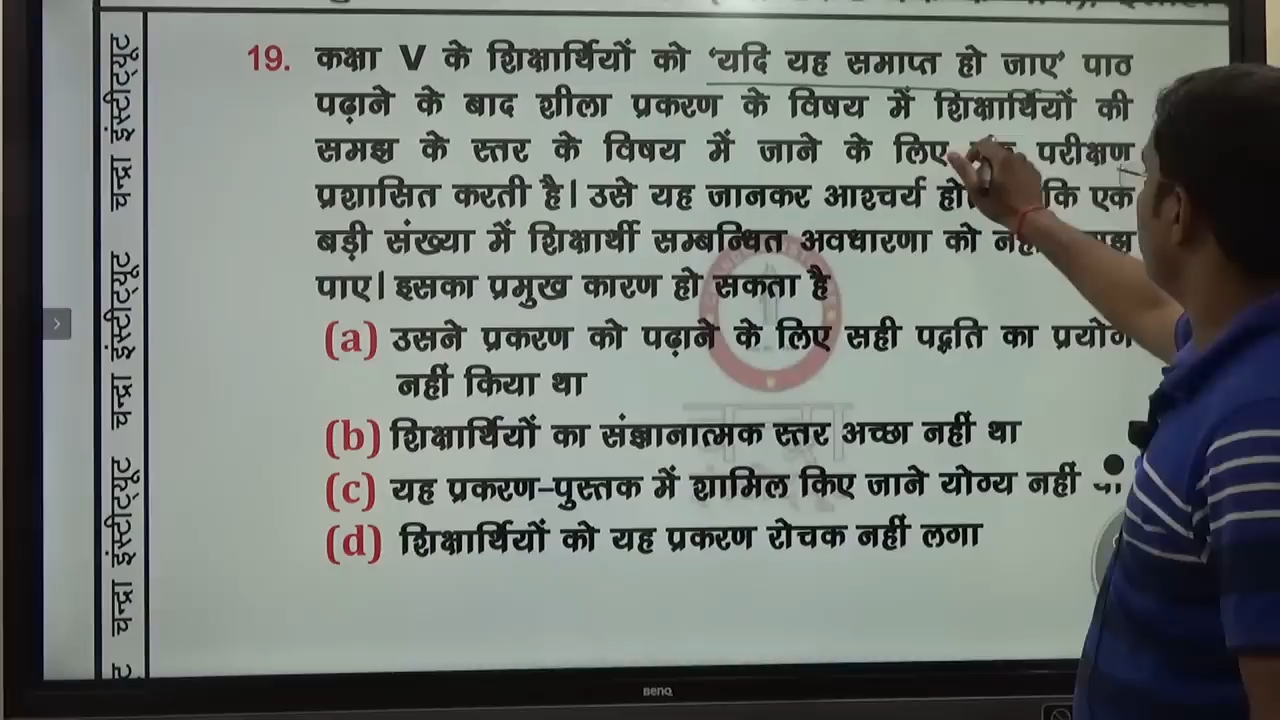 19. कक्षा V के शिक्षार्थियों को ‘यदि यह समाप्त हो जाए’ पाठ
पढ़ाने के बाद शीला प्रकरण के विषय में शिक्षार्थियों की
समझ के स्तर के विषय में जाने के लिए परीक्षण
प्रशासित करती है। उसे यह जानकर आश्चर्य कि एक
बड़ी संख्या में शिक्षार्थी सम्बन्धित अवधारणा को
पाए। इसका प्रमुख कारण हो सकता है
(a) उसने प्रकरण को पढ़ाने के लिए सही पद्धति का प्रयोग
नहीं किया था
(b) शिक्षार्थियों का संज्ञानात्मक स्तर अच्छा नहीं था
(c) यह प्रकरण-पुस्तक में शामिल किए जाने योग्य नहीं
(d) शिक्षार्थियों को यह प्रकरण रोचक नहीं लगा
चन्द्रा इंस्टीट्यूट
चन्द्रा इंस्टीट्यूट
चन्द्रा इंस्टीट्यूट
BENQ